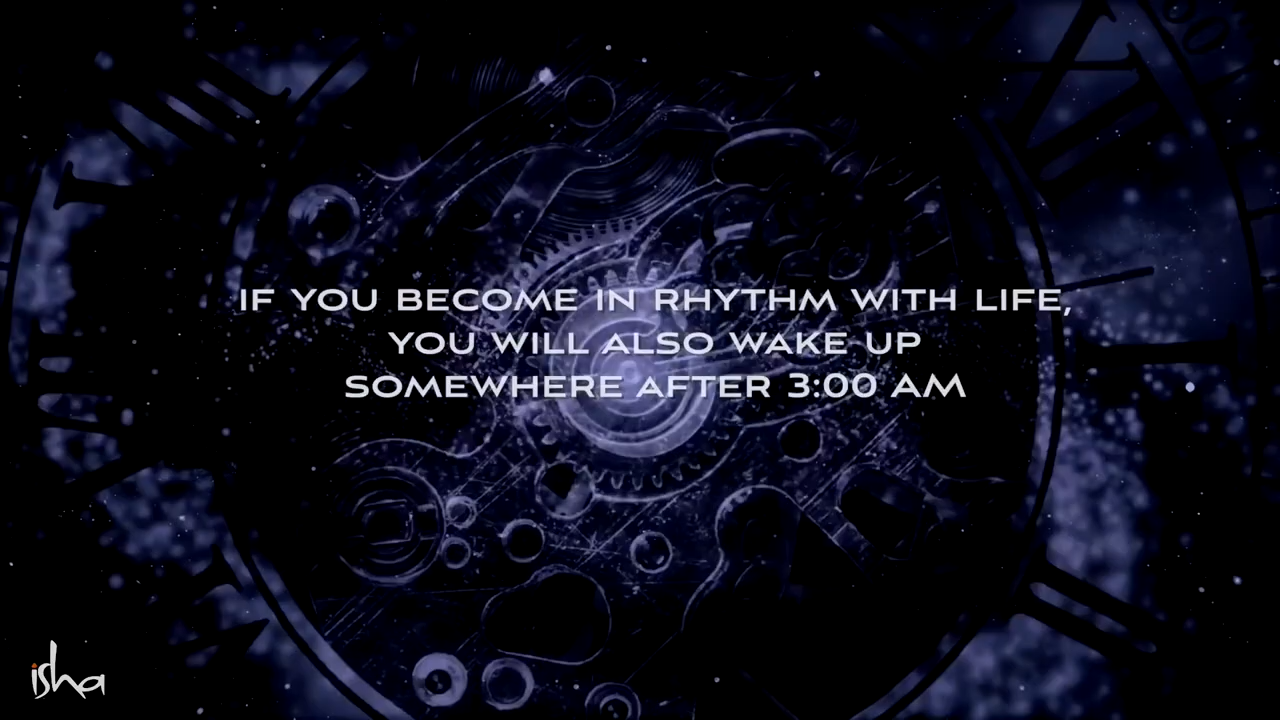 IF YOU BECOME IN RHYTHM WITH LIFE,
YOU WILL ALSO WAKE UP
SOMEWHERE AFTER 3:00 AM
isha